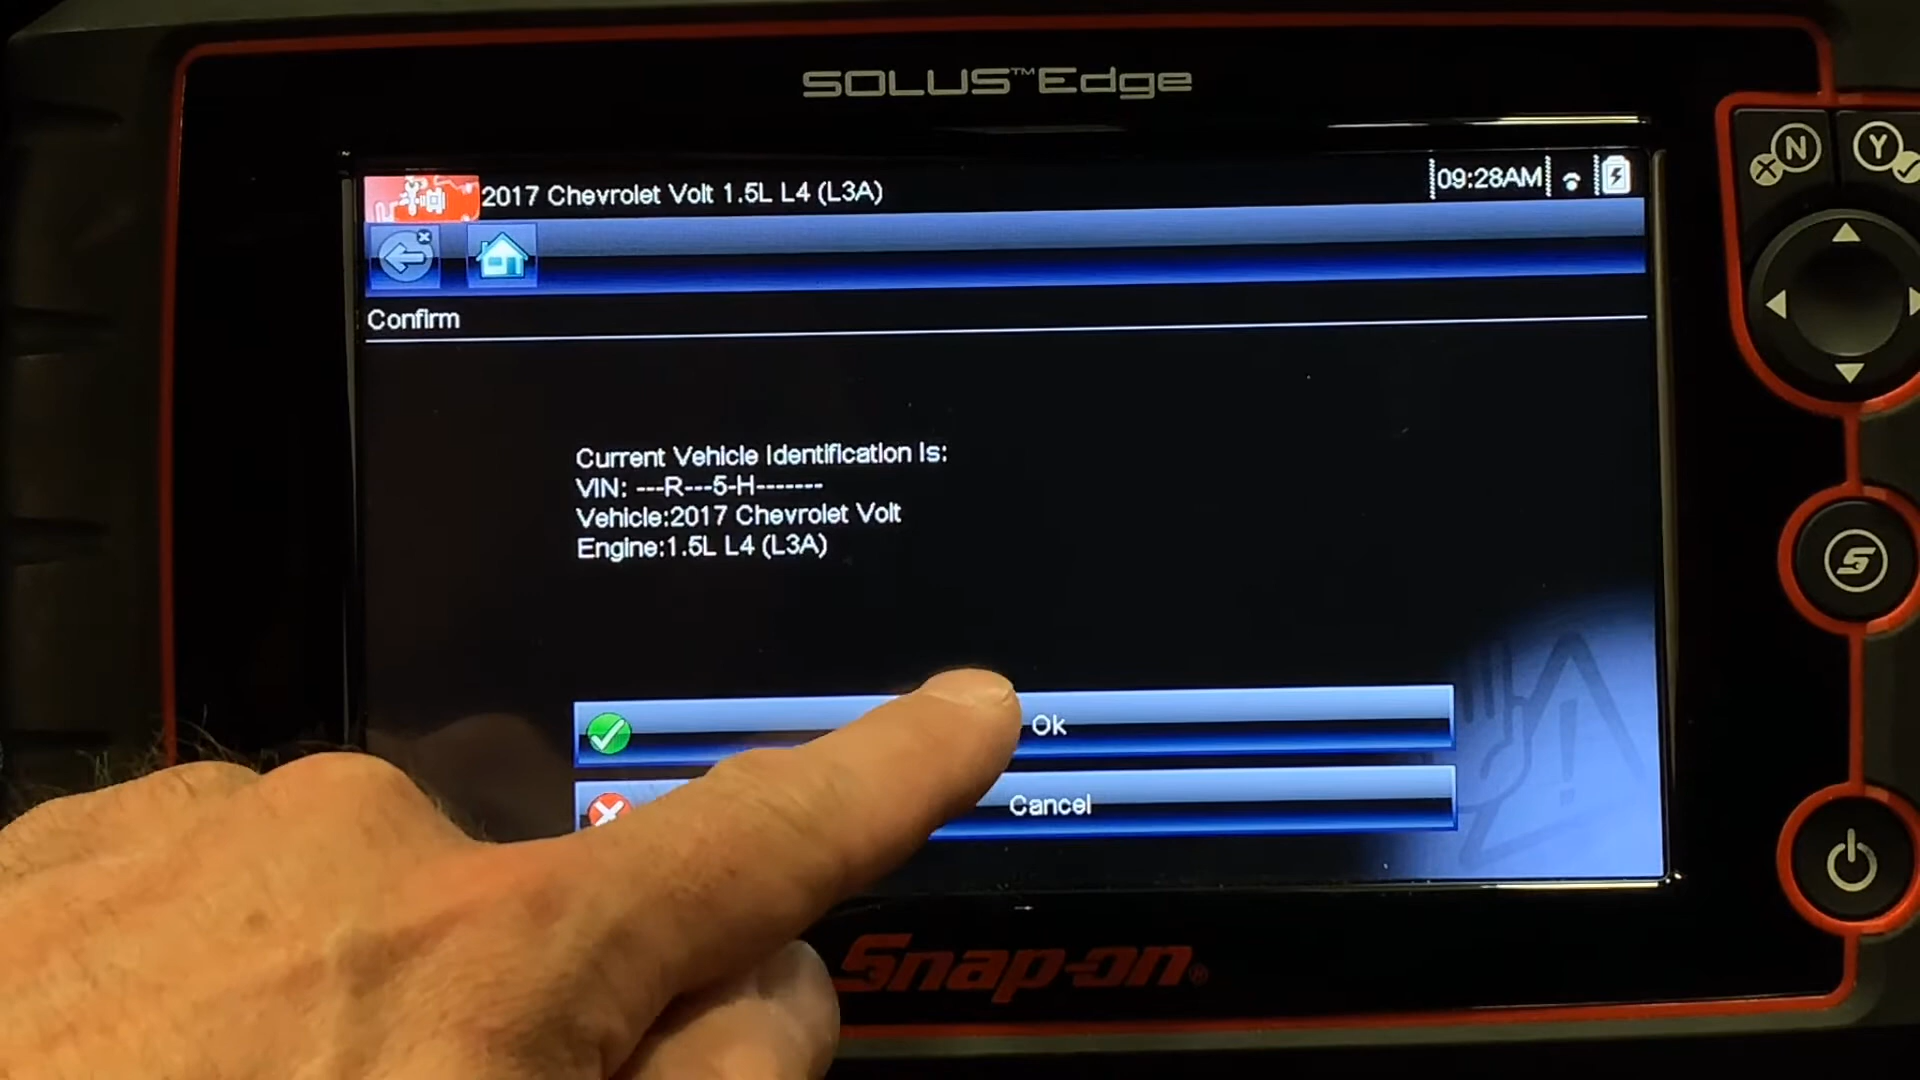 SOLUS™Edge
2017 Chevrolet Volt 1.5L L4 (L3A)
09:28AM
N
Y
Confirm
Current Vehicle Identification Is:
VIN: ---R---5-H-------
Vehicle:2017 Chevrolet Volt
Engine:1.5L L4 (L3A)
Ok
Cancel
S
Snap-on®